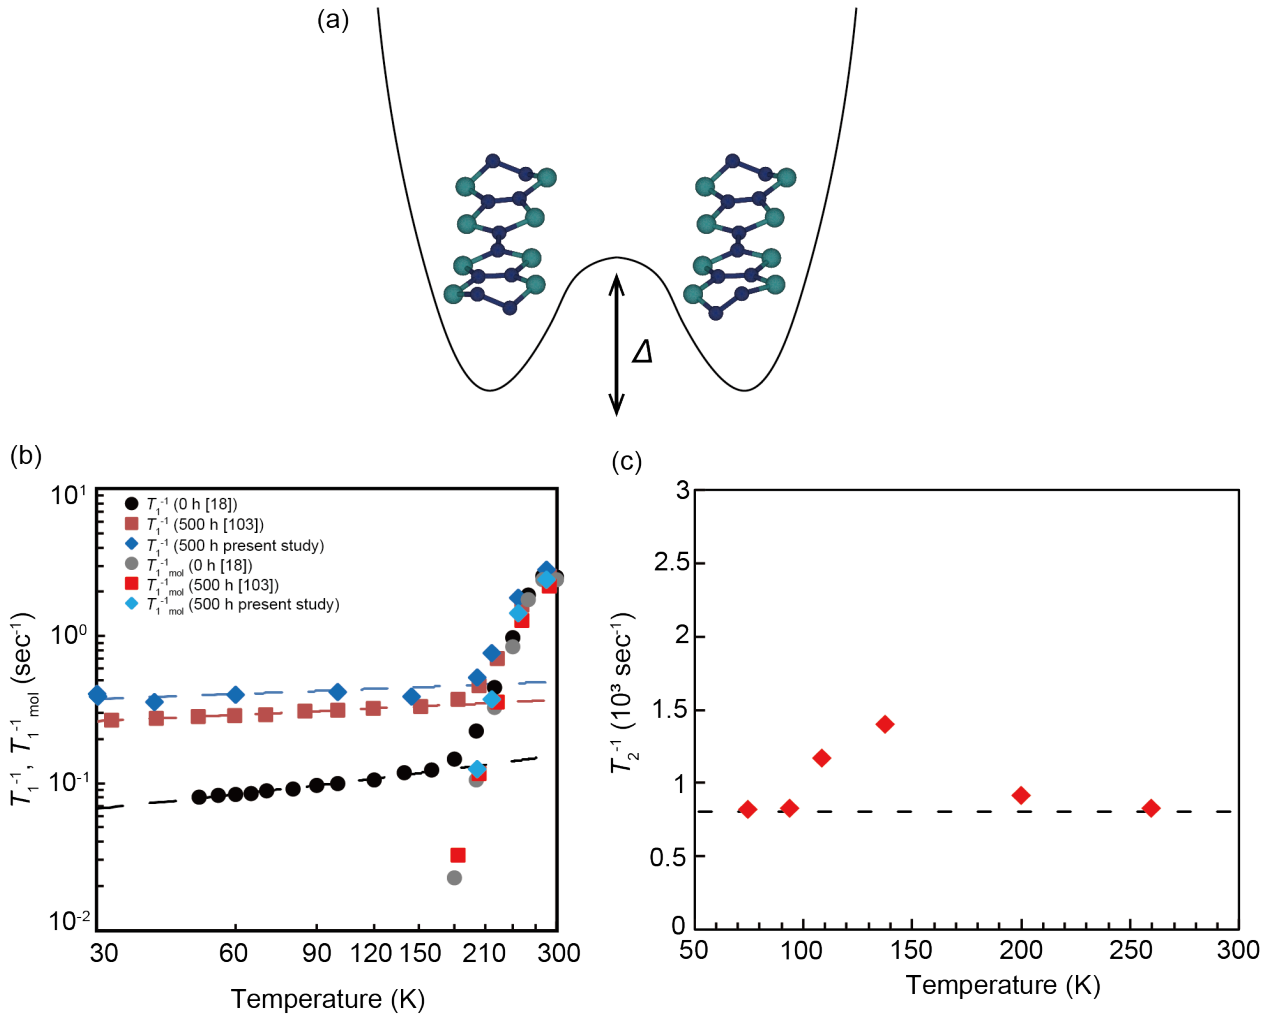 (a)
Δ
(b)
T₁⁻¹, T₁⁻¹mol (sec⁻¹)
10¹
10⁰
10⁻¹
10⁻²
T₁⁻¹ (0 h [18])
T₁⁻¹ (500 h [103])
T₁⁻¹ (500 h present study)
T₁⁻¹mol (0 h [18])
T₁⁻¹mol (500 h [103])
T₁⁻¹mol (500 h present study)
30 60 90 120 150 210 300
Temperature (K)
(c)
T₂⁻¹ (10³ sec⁻¹)
3
2.5
2
1.5
1
0.5
0
50 100 150 200 250 300
Temperature (K)